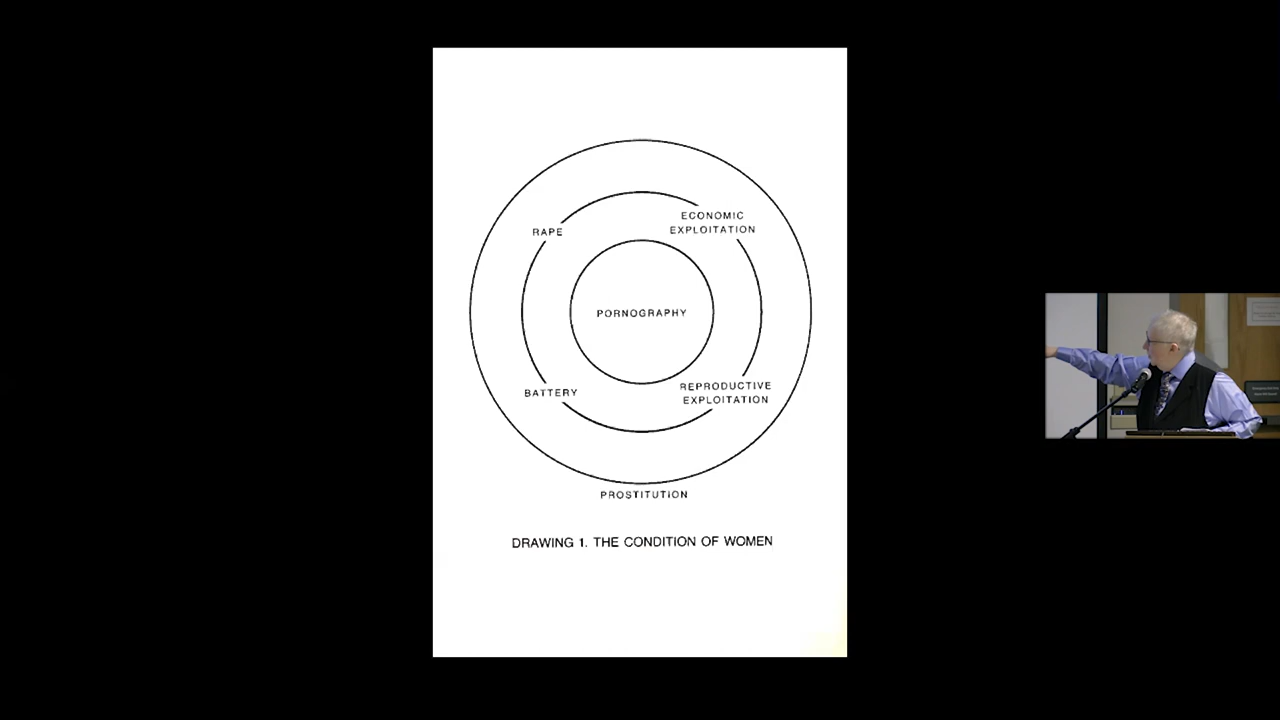 RAPE
ECONOMIC
EXPLOITATION
PORNOGRAPHY
BATTERY
REPRODUCTIVE
EXPLOITATION
PROSTITUTION
DRAWING 1. THE CONDITION OF WOMEN